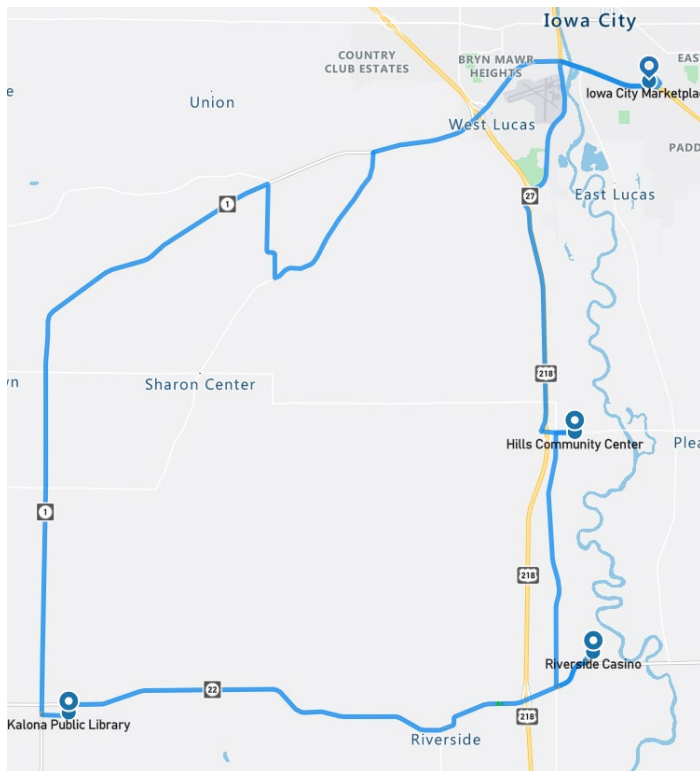 Iowa City
COUNTRY
CLUB ESTATES
BRYN MAWR
HEIGHTS
EAS
Iowa City Marketplac
Union
West Lucas
PADD
27
East Lucas
1
218
Sharon Center
Hills Community Center
Plea
1
218
Riverside Casino
22
Kalona Public Library
218
Riverside